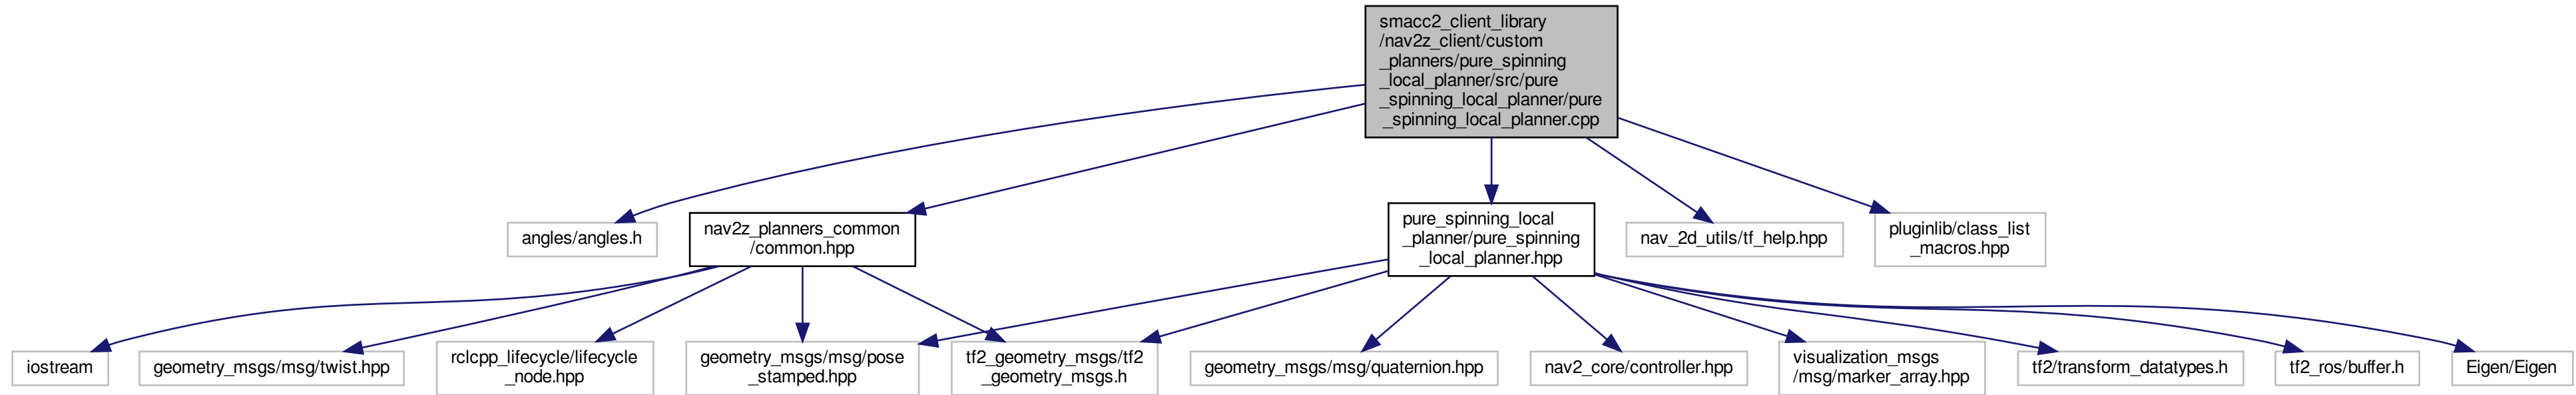 smacc2_client_library
/nav2z_client/custom
_planners/pure_spinning
_local_planner/src/pure
_spinning_local_planner/pure
_spinning_local_planner.cpp
angles/angles.h
nav2z_planners_common
/common.hpp
pure_spinning_local
_planner/pure_spinning
_local_planner.hpp
nav_2d_utils/tf_help.hpp
pluginlib/class_list
_macros.hpp
iostream
geometry_msgs/msg/twist.hpp
rclcpp_lifecycle/lifecycle
_node.hpp
geometry_msgs/msg/pose
_stamped.hpp
tf2_geometry_msgs/tf2
_geometry_msgs.h
geometry_msgs/msg/quaternion.hpp
nav2_core/controller.hpp
visualization_msgs
/msg/marker_array.hpp
tf2/transform_datatypes.h
tf2_ros/buffer.h
Eigen/Eigen